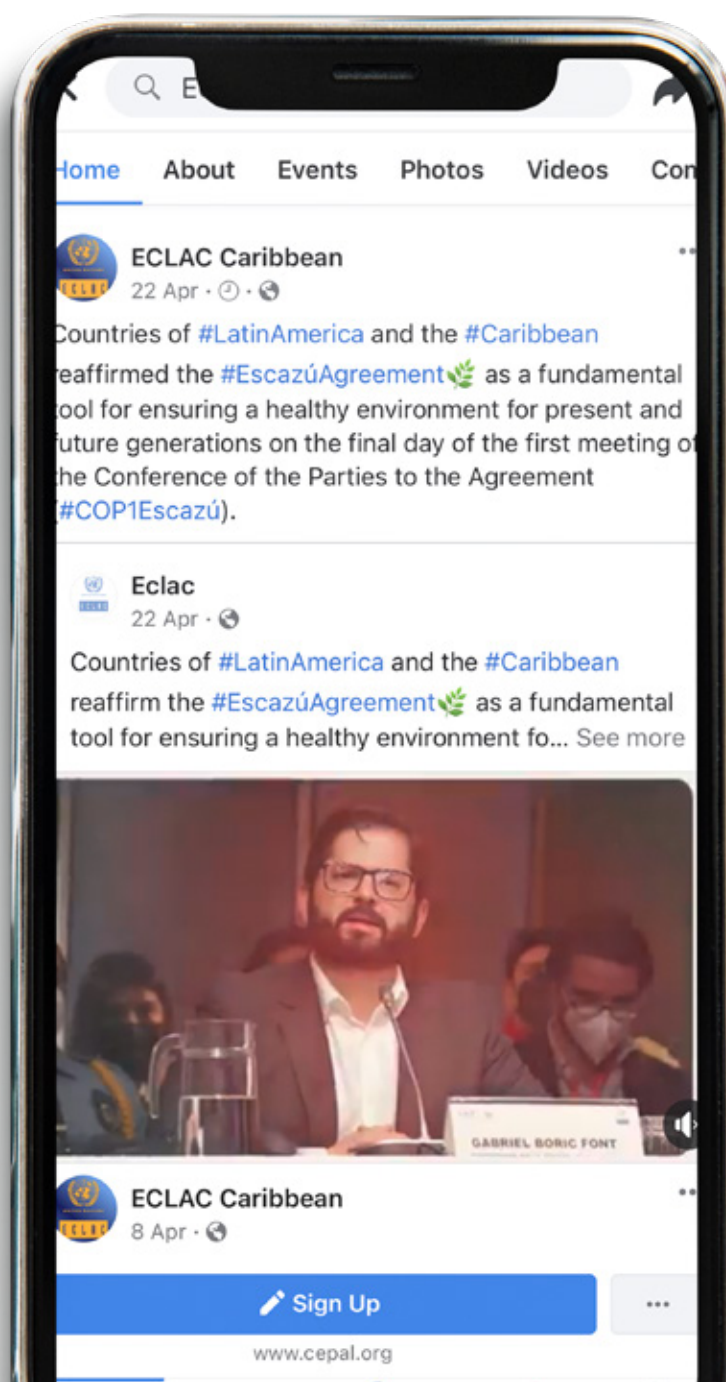 Home About Events Photos Videos Con
ECLAC Caribbean
22 Apr
Countries of #LatinAmerica and the #Caribbean
reaffirmed the #EscazúAgreement as a fundamental
tool for ensuring a healthy environment for present and
future generations on the final day of the first meeting of
the Conference of the Parties to the Agreement
(#COP1Escazú).
Eclac
22 Apr
Countries of #LatinAmerica and the #Caribbean
reaffirm the #EscazúAgreement as a fundamental
tool for ensuring a healthy environment fo... See more
GABRIEL BORIC FONT
ECLAC Caribbean
8 Apr
Sign Up
www.cepal.org